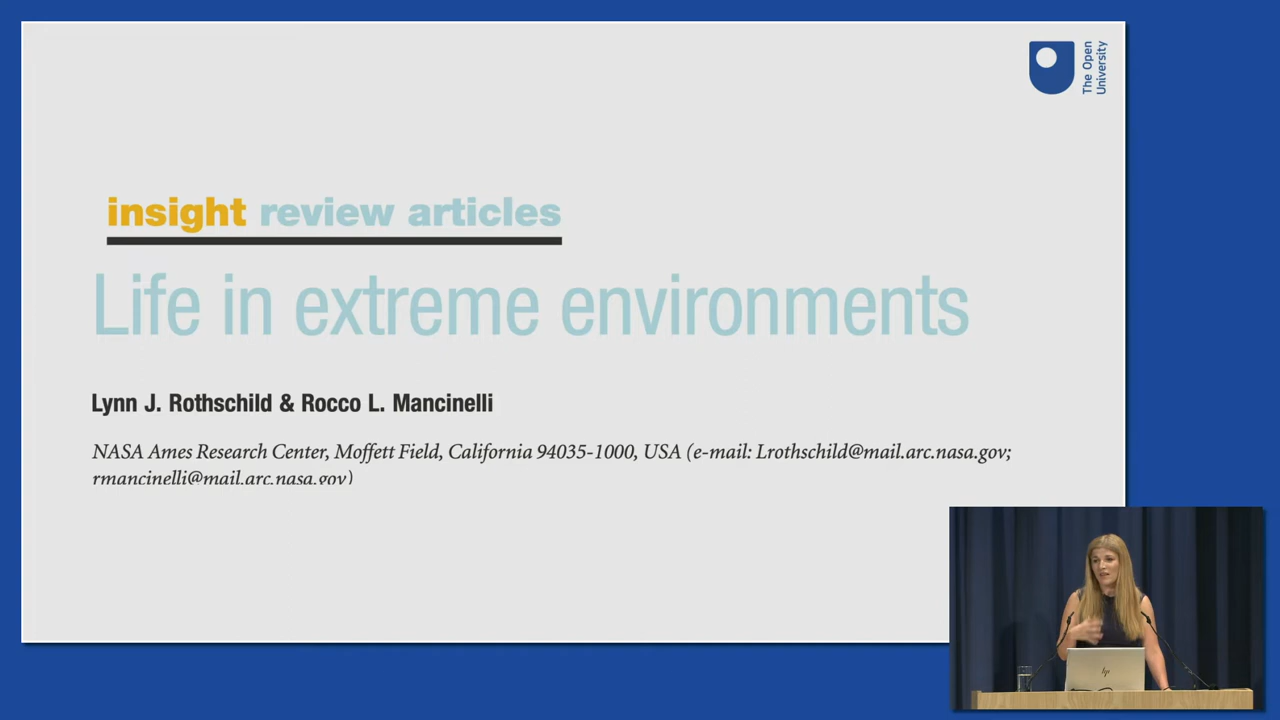 The Open
University
insight review articles
Life in extreme environments
Lynn J. Rothschild & Rocco L. Mancinelli
NASA Ames Research Center, Moffett Field, California 94035-1000, USA (e-mail: Lrothschild@mail.arc.nasa.gov;
rmancinelli@mail.arc.nasa.gov)
hp